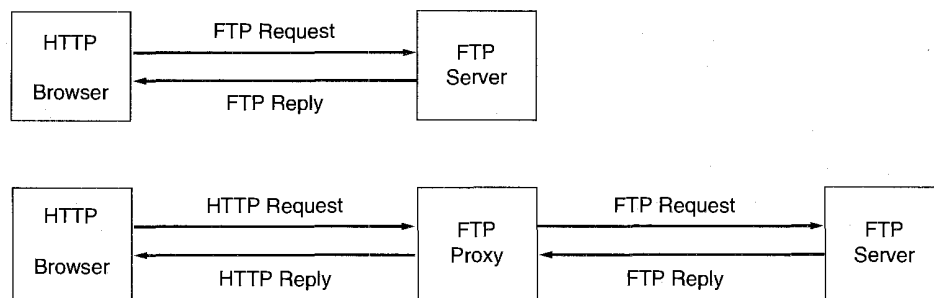 HTTP
Browser
FTP Request
FTP Reply
FTP
Server
HTTP
Browser
HTTP Request
HTTP Reply
FTP
Proxy
FTP Request
FTP Reply
FTP
Server